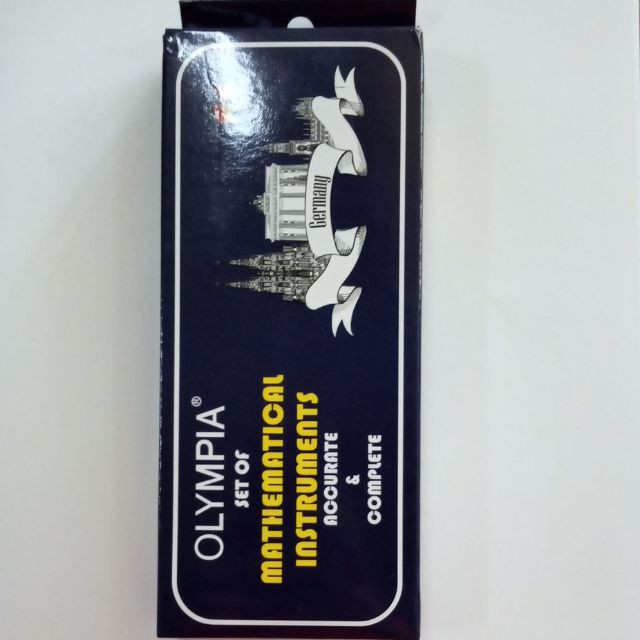 OLYMPIA®
SET OF
MATHEMATICAL
INSTRUMENTS
ACCURATE
&
COMPLETE
Germany